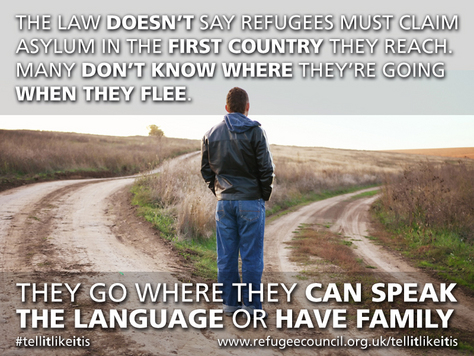 THE LAW DOESN'T SAY REFUGEES MUST CLAIM
ASYLUM IN THE FIRST COUNTRY THEY REACH.
MANY DON'T KNOW WHERE THEY'RE GOING
WHEN THEY FLEE.
THEY GO WHERE THEY CAN SPEAK
THE LANGUAGE OR HAVE FAMILY
#tellitlikeitis www.refugeecouncil.org.uk/tellitlikeitis